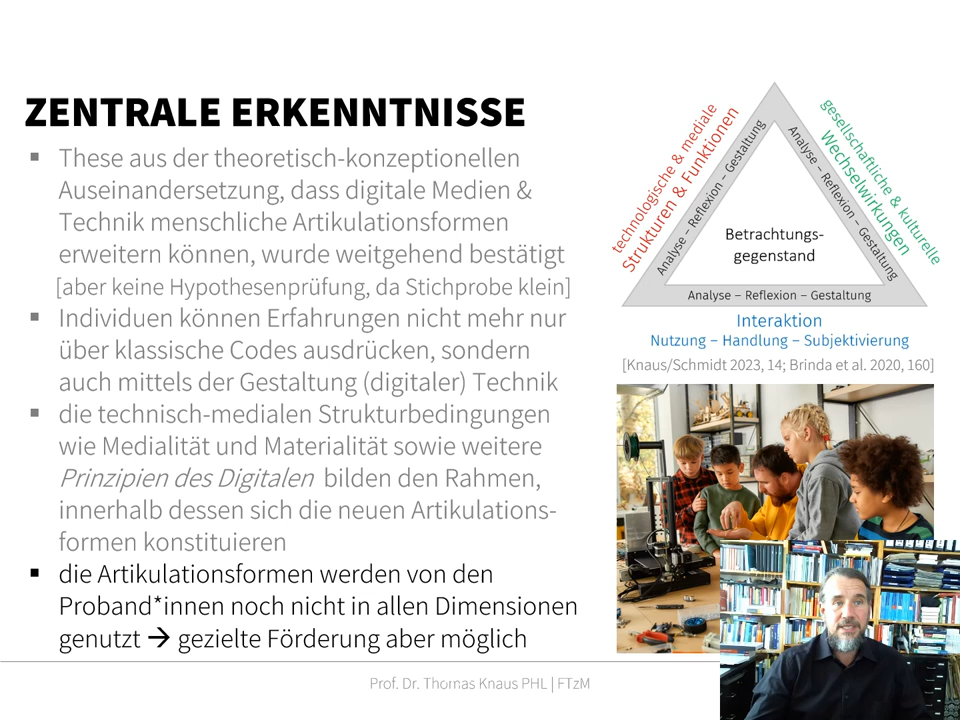 ZENTRALE ERKENNTNISSE
▪ These aus der theoretisch-konzeptionellen
Auseinandersetzung, dass digitale Medien &
Technik menschliche Artikulationsformen
erweitern können, wurde weitgehend bestätigt
[aber keine Hypothesenprüfung, da Stichprobe klein]
▪ Individuen können Erfahrungen nicht mehr nur
über klassische Codes ausdrücken, sondern
auch mittels der Gestaltung (digitaler) Technik
▪ die technisch-medialen Strukturbedingungen
wie Medialität und Materialität sowie weitere
Prinzipien des Digitalen bilden den Rahmen,
innerhalb dessen sich die neuen Artikulations-
formen konstituieren
▪ die Artikulationsformen werden von den
Proband*innen noch nicht in allen Dimensionen
genutzt → gezielte Förderung aber möglich
technologische & mediale
Strukturen & Funktionen
Analyse – Reflexion – Gestaltung
gesellschaftliche & kulturelle
Wechselwirkungen
Analyse – Reflexion – Gestaltung
Betrachtungs-
gegenstand
Analyse – Reflexion – Gestaltung
Interaktion
Nutzung – Handlung – Subjektivierung
[Knaus/Schmidt 2023, 14; Brinda et al. 2020, 160]
Prof. Dr. Thomas Knaus PHL | FTzM